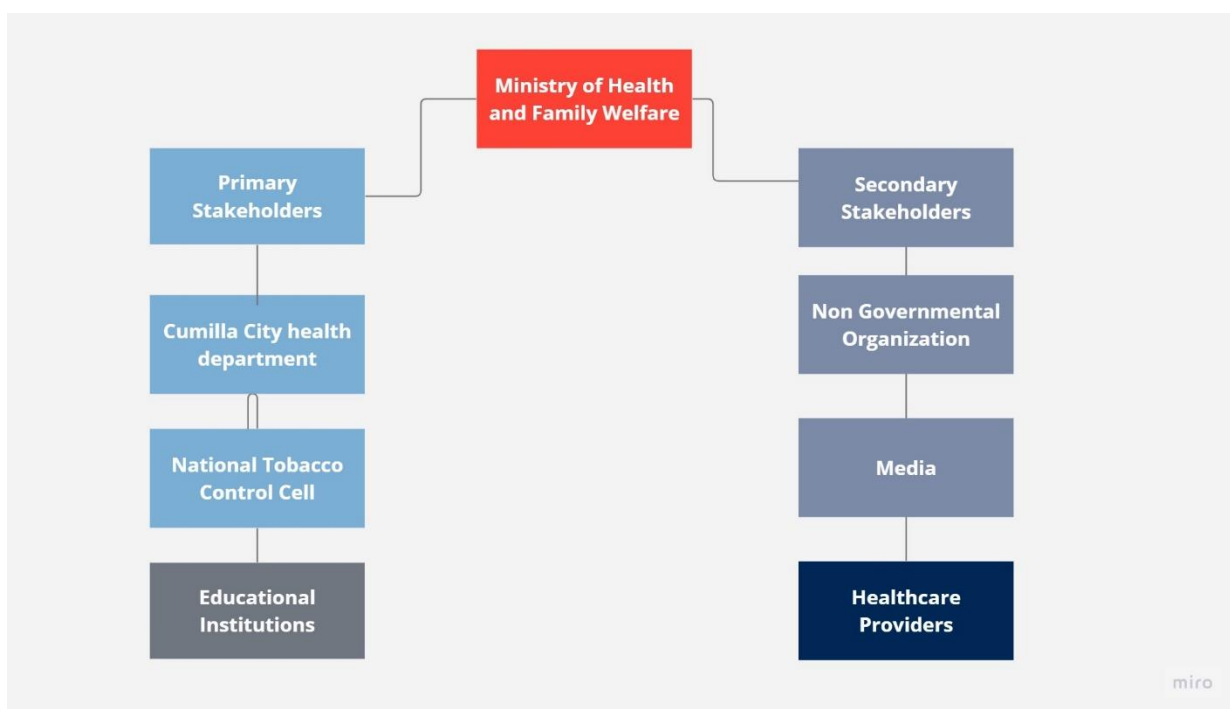 Ministry of Health
and Family Welfare
Primary
Stakeholders
Secondary
Stakeholders
Cumilla City health
department
Non Governmental
Organization
National Tobacco
Control Cell
Media
Educational
Institutions
Healthcare
Providers
miro